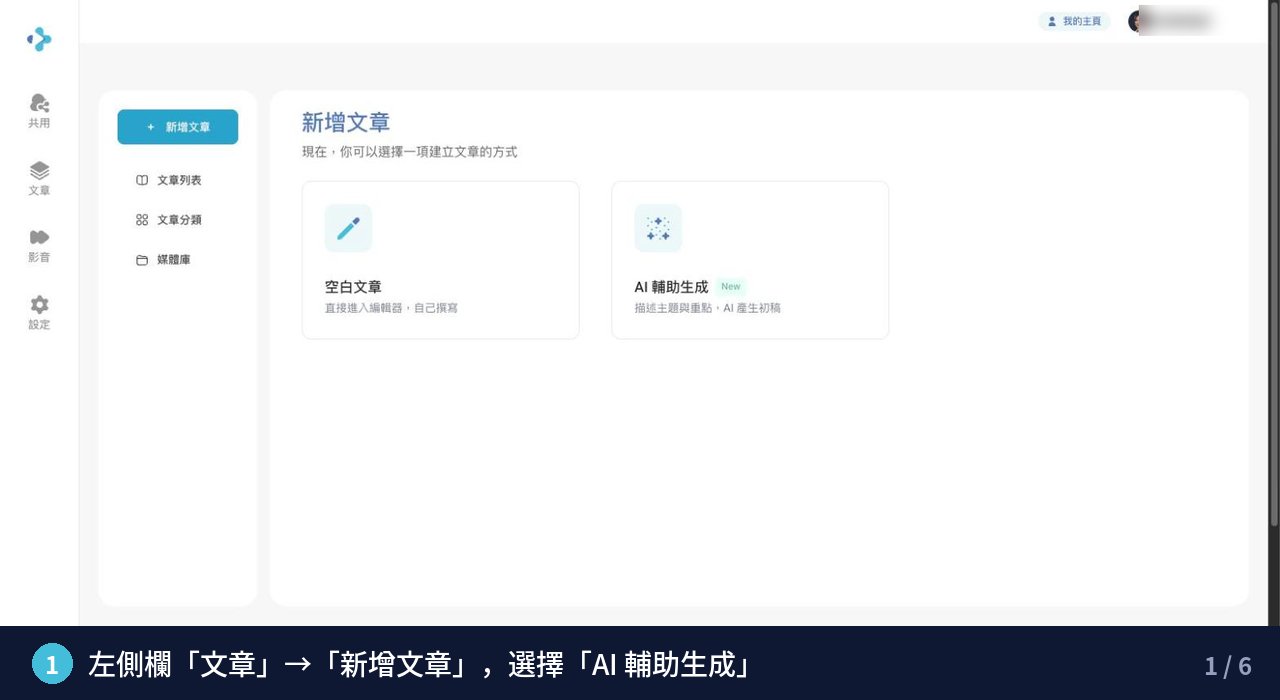 我的主頁
共用
文章
影音
設定
+ 新增文章
文章列表
文章分類
媒體庫
新增文章
現在，你可以選擇一項建立文章的方式
空白文章
直接進入編輯器，自己撰寫
AI 輔助生成 New
描述主題與重點，AI 產生初稿
1 左側欄「文章」→「新增文章」，選擇「AI 輔助生成」
1 / 6